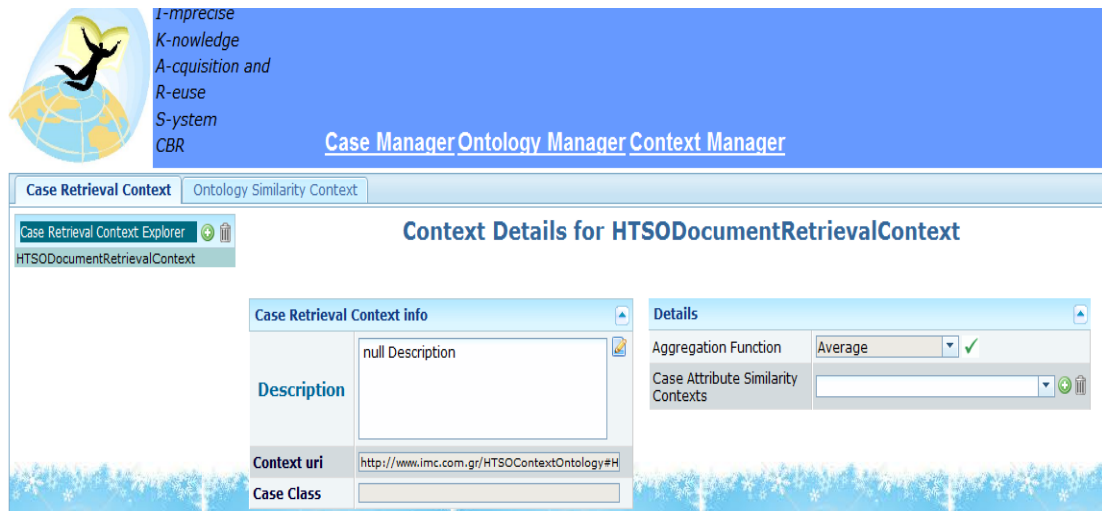 I-mprecise
K-nowledge
A-cquisition and
R-euse
S-ystem
CBR
Case Manager Ontology Manager Context Manager
Case Retrieval Context Ontology Similarity Context
Case Retrieval Context Explorer
HTSODocumentRetrievalContext
Context Details for HTSODocumentRetrievalContext
Case Retrieval Context info
Description
null Description
Context uri http://www.imc.com.gr/HTSOContextOntology#H
Case Class
Details
Aggregation Function Average
Case Attribute Similarity
Contexts